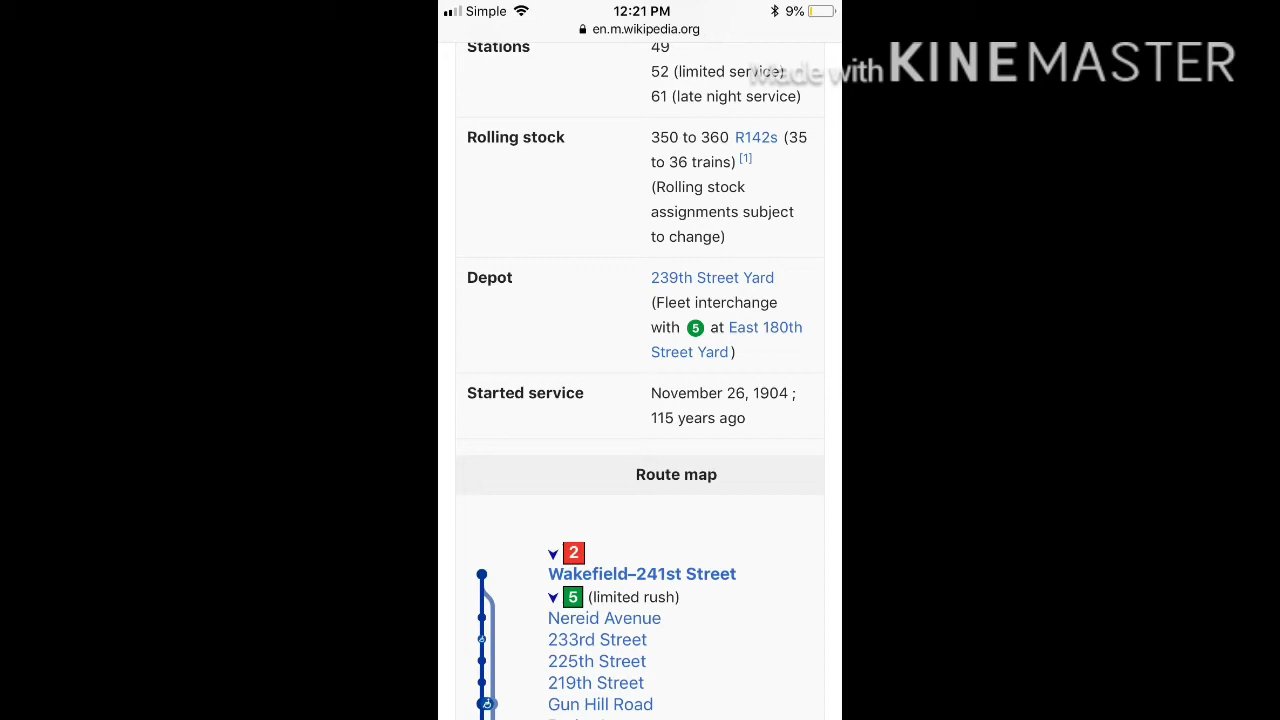 Simple 12:21 PM 9%
en.m.wikipedia.org
Made with KINEMASTER
Stations 49
52 (limited service)
61 (late night service)
Rolling stock 350 to 360 R142s (35
to 36 trains) [1]
(Rolling stock
assignments subject
to change)
Depot 239th Street Yard
(Fleet interchange
with 5 at East 180th
Street Yard)
Started service November 26, 1904 ;
115 years ago
Route map
2
Wakefield–241st Street
5 (limited rush)
Nereid Avenue
233rd Street
225th Street
219th Street
Gun Hill Road